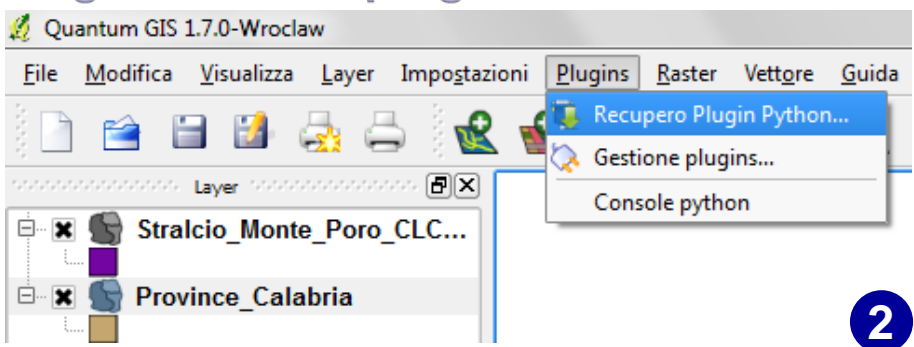 Quantum GIS 1.7.0-Wroclaw
File Modifica Visualizza Layer Impostazioni Plugins Raster Vettore Guida
Recupero Plugin Python...
Gestione plugins...
Console python
Layer
Stralcio_Monte_Poro_CLC...
Province_Calabria
2